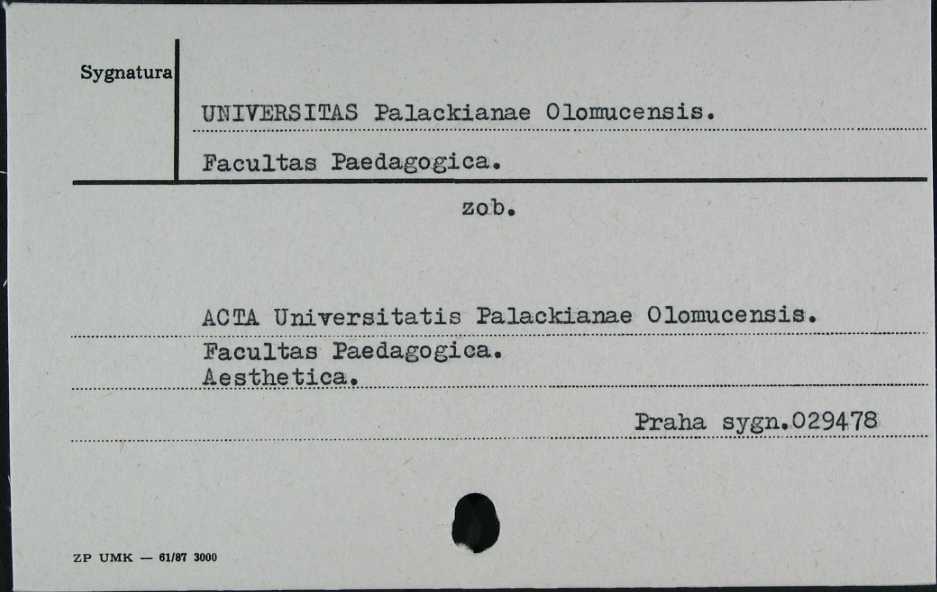 Sygnatura
UNIVERSITAS Palackianae Olomucensis.
Facultas Paedagogica.
zob.
ACTA Universitatis Palackianae Olomucensis.
Facultas Paedagogica.
Aesthetica.
Praha sygn.029478
ZP UMK — 61/87 3000